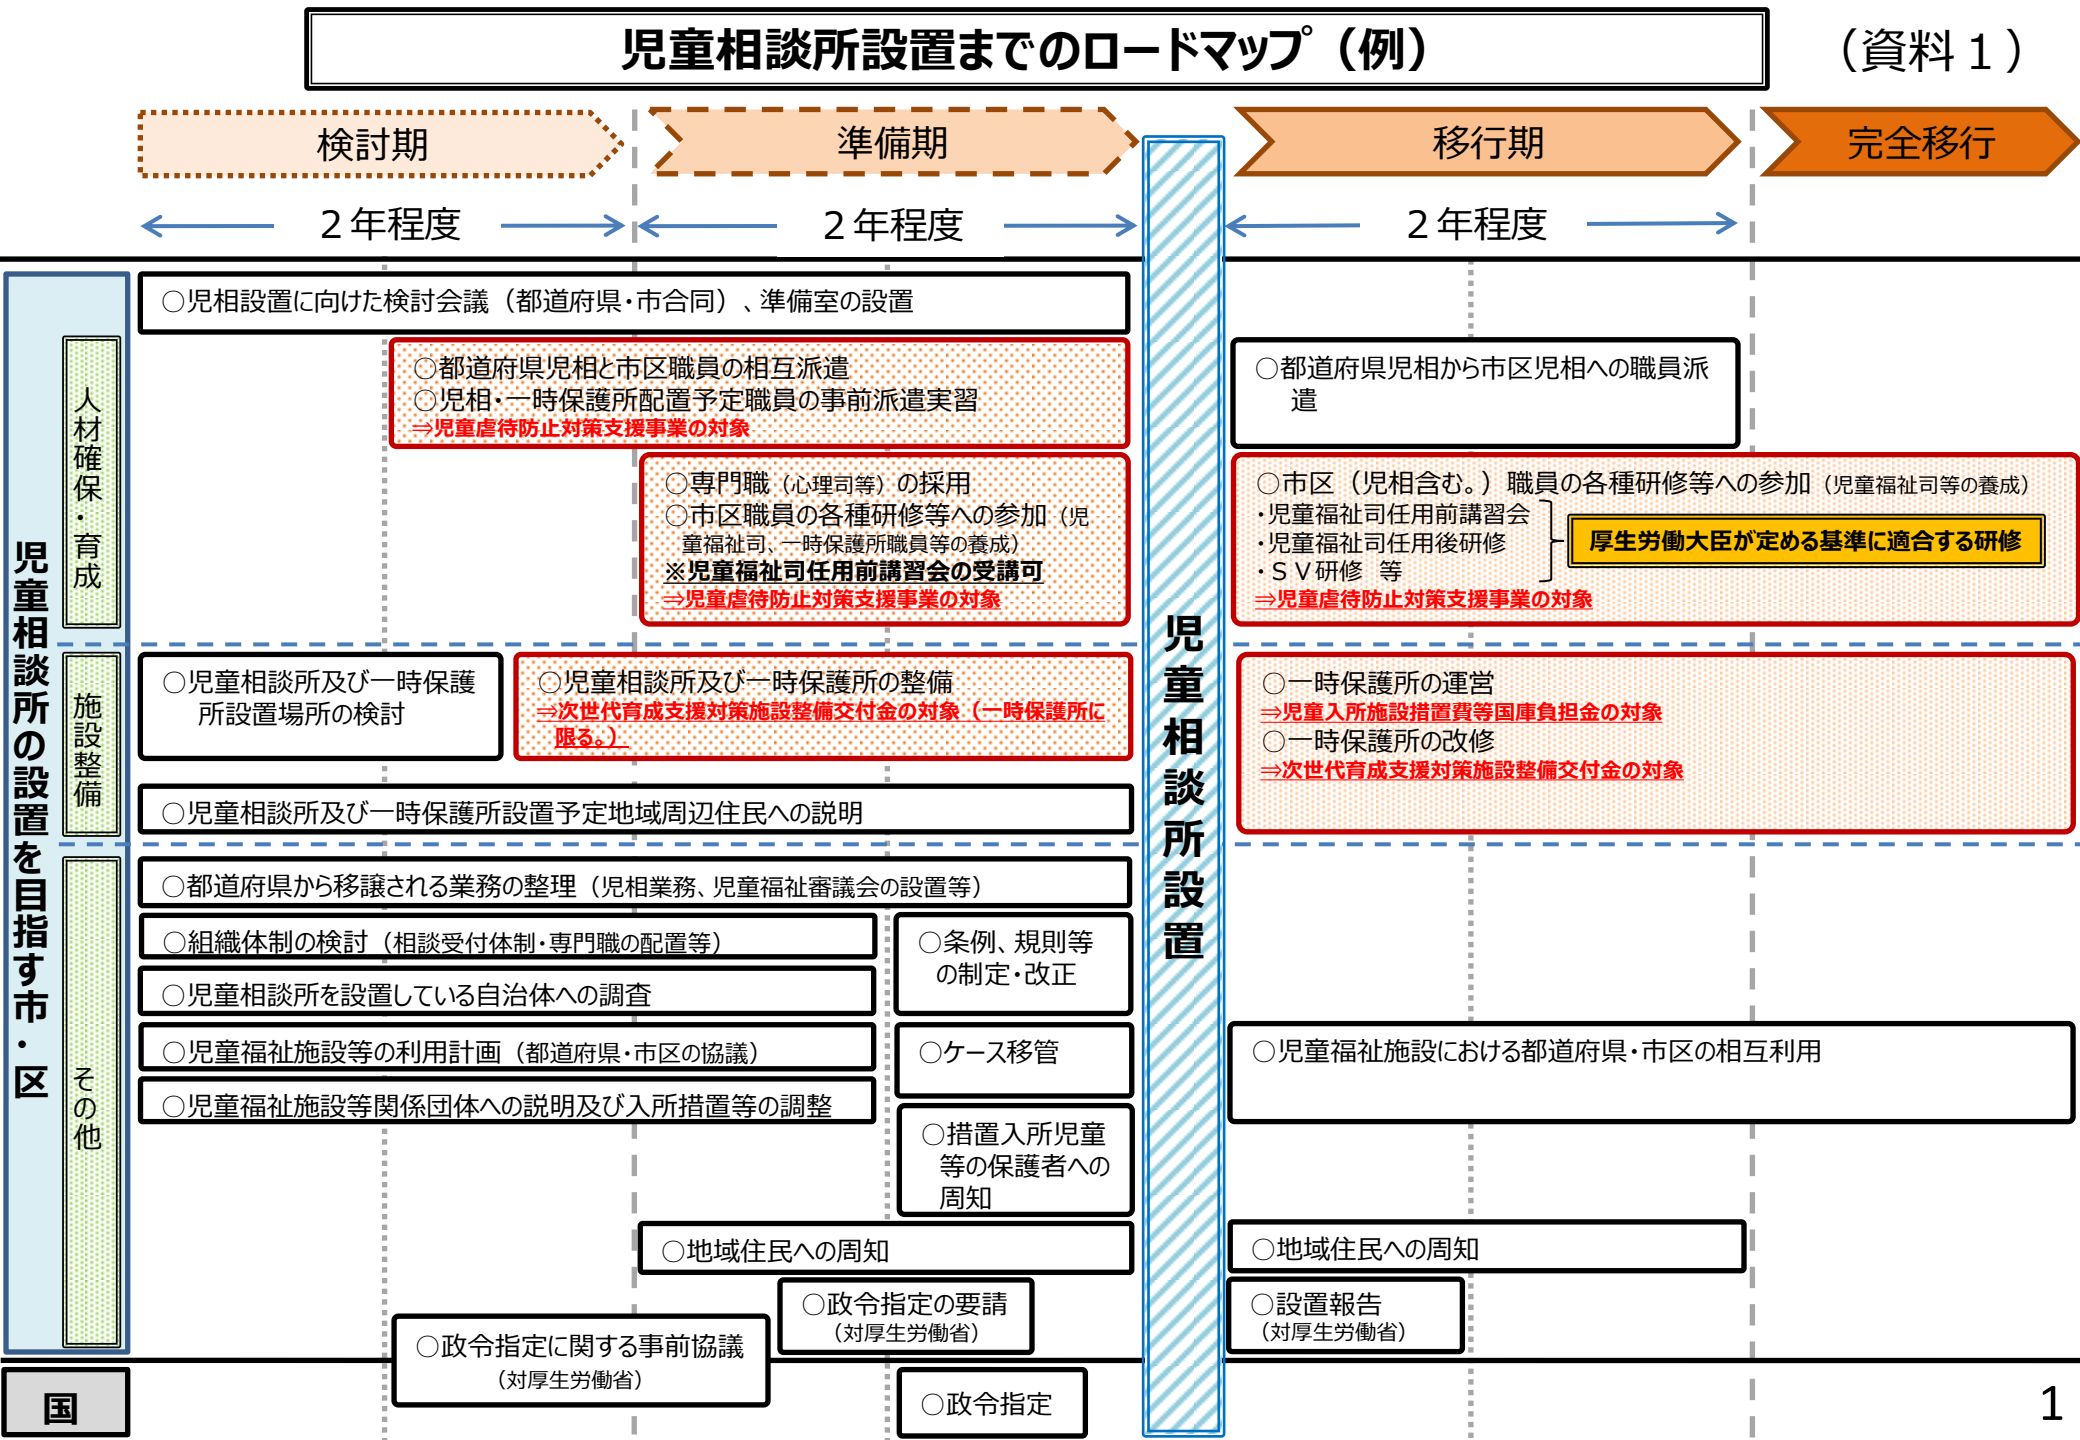 児童相談所設置までのロードマップ（例）
（資料１）
検討期
準備期
移行期
完全移行
２年程度
２年程度
２年程度
児童相談所の設置を目指す市・区
人材確保・育成
○児相設置に向けた検討会議（都道府県・市合同）、準備室の設置
○都道府県児相と市区職員の相互派遣
○児相・一時保護所配置予定職員の事前派遣実習
⇒児童虐待防止対策支援事業の対象
○専門職（心理司等）の採用
○市区職員の各種研修等への参加（児
童福祉司、一時保護所職員等の養成）
※児童福祉司任用前講習会の受講可
⇒児童虐待防止対策支援事業の対象
児童相談所設置
○都道府県児相から市区児相への職員派
遣
○市区（児相含む。）職員の各種研修等への参加（児童福祉司等の養成）
・児童福祉司任用前講習会
・児童福祉司任用後研修
・ＳＶ研修　等
厚生労働大臣が定める基準に適合する研修
⇒児童虐待防止対策支援事業の対象
施設整備
○児童相談所及び一時保護
所設置場所の検討
○児童相談所及び一時保護所の整備
⇒次世代育成支援対策施設整備交付金の対象（一時保護所に
限る。）
○児童相談所及び一時保護所設置予定地域周辺住民への説明
○一時保護所の運営
⇒児童入所施設措置費等国庫負担金の対象
○一時保護所の改修
⇒次世代育成支援対策施設整備交付金の対象
その他
○都道府県から移譲される業務の整理（児相業務、児童福祉審議会の設置等）
○組織体制の検討（相談受付体制・専門職の配置等）
○児童相談所を設置している自治体への調査
○児童福祉施設等の利用計画（都道府県・市区の協議）
○児童福祉施設等関係団体への説明及び入所措置等の調整
○条例、規則等
の制定・改正
○ケース移管
○措置入所児童
等の保護者への
周知
○地域住民への周知
○政令指定の要請
（対厚生労働省）
○政令指定に関する事前協議
（対厚生労働省）
○児童福祉施設における都道府県・市区の相互利用
○地域住民への周知
○設置報告
（対厚生労働省）
国
○政令指定
1